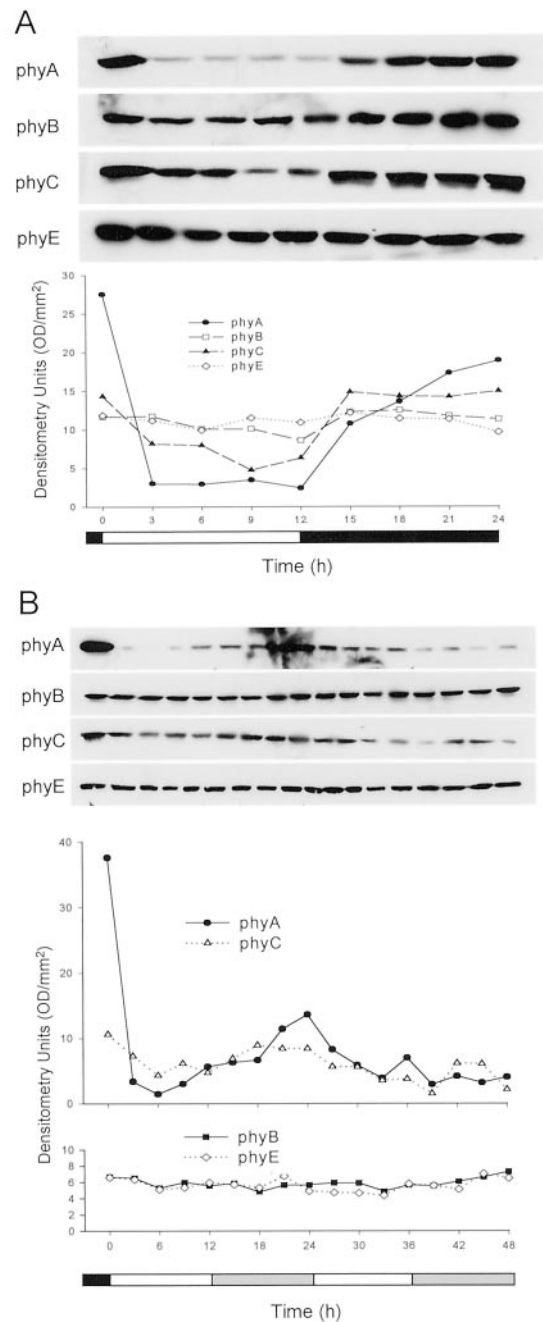 A
phyA
phyB
phyC
phyE
Densitometry Units (OD/mm²)
30
25
20
15
10
5
0
phyA
phyB
phyC
phyE
0 3 6 9 12 15 18 21 24
Time (h)
B
phyA
phyB
phyC
phyE
Densitometry Units (OD/mm²)
40
30
20
10
0
phyA
phyC
10
8
6
4
2
0
phyB
phyE
0 6 12 18 24 30 36 42 48
Time (h)